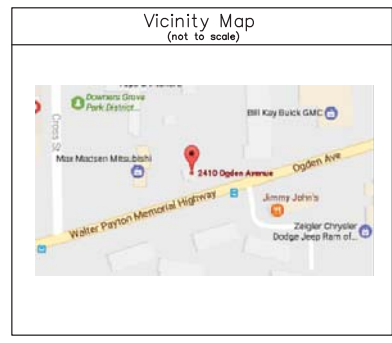 Vicinity Map
(not to scale)
Downers Grove
Park District...
Bill Kay Buick GMC
Cross St
Max Madsen Mitsubishi
2410 Ogden Avenue
Ogden Ave
Walter Payton Memorial Highway
Jimmy John's
Zeigler Chrysler
Dodge Jeep Ram of...